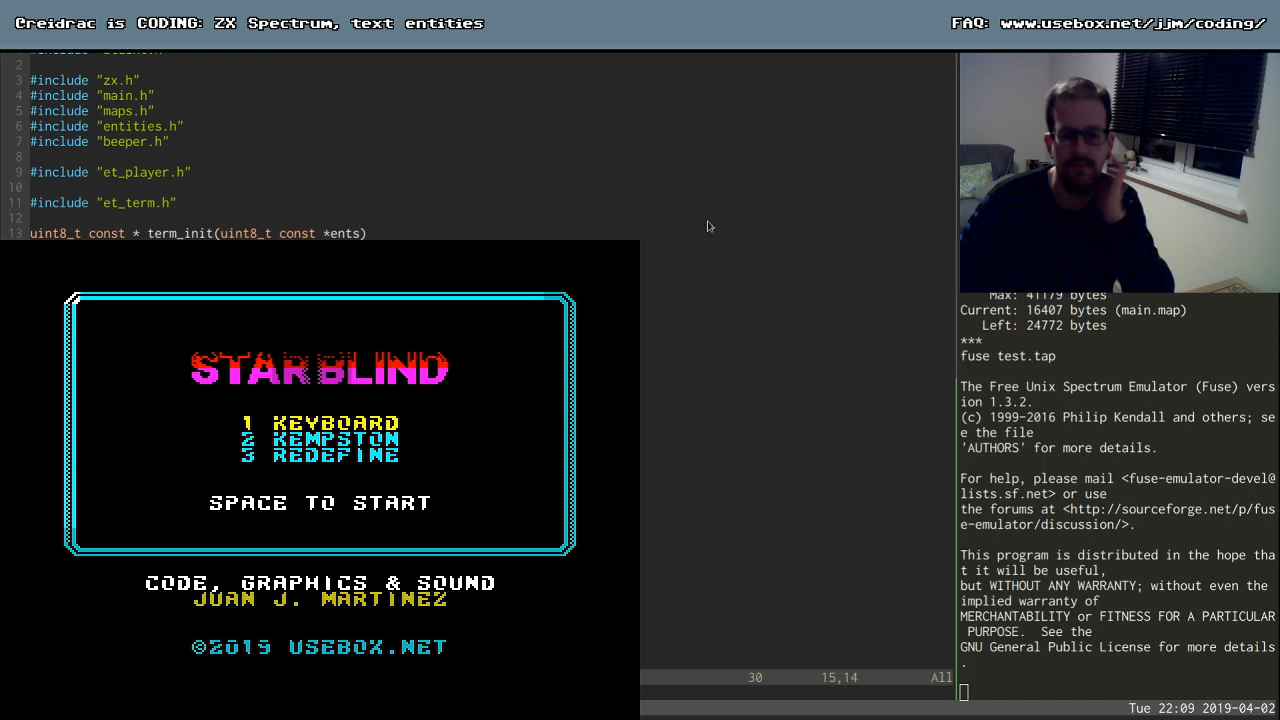 Creidrac is CODING: ZX Spectrum, text entities
FAQ: www.usebox.net/jjm/coding/
2
3 #include "zx.h"
4 #include "main.h"
5 #include "maps.h"
6 #include "entities.h"
7 #include "beeper.h"
8
9 #include "et_player.h"
10
11 #include "et_term.h"
12
13 uint8_t const * term_init(uint8_t const *ents)
STARBLIND
1 KEYBOARD
2 KEMPSTON
3 REDEFINE
SPACE TO START
CODE, GRAPHICS & SOUND
JUAN J. MARTINEZ
©2019 USEBOX.NET
30 15,14 All
Max: 41179 bytes
Current: 16407 bytes (main.map)
Left: 24772 bytes
***
fuse test.tap
The Free Unix Spectrum Emulator (Fuse) vers
ion 1.3.2.
(c) 1999-2016 Philip Kendall and others; se
e the file
'AUTHORS' for more details.
For help, please mail <fuse-emulator-devel@
lists.sf.net> or use
the forums at <http://sourceforge.net/p/fus
e-emulator/discussion/>.
This program is distributed in the hope tha
t it will be useful,
but WITHOUT ANY WARRANTY; without even the
implied warranty of
MERCHANTABILITY or FITNESS FOR A PARTICULAR
PURPOSE.  See the
GNU General Public License for more details
.
Tue 22:09 2019-04-02